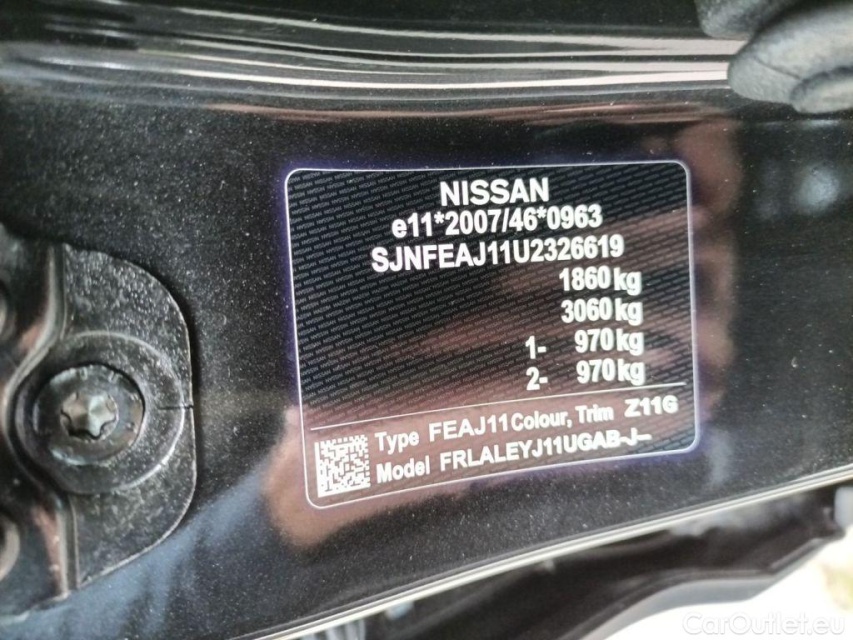 NISSAN
e11*2007/46*0963
SJNFEAJ11U2326619
1860 kg
3060 kg
1- 970 kg
2- 970 kg
Type FEAJ11 Colour, Trim Z11G
Model FRLALEYJ11UGAB-J--
CarOutlet.eu